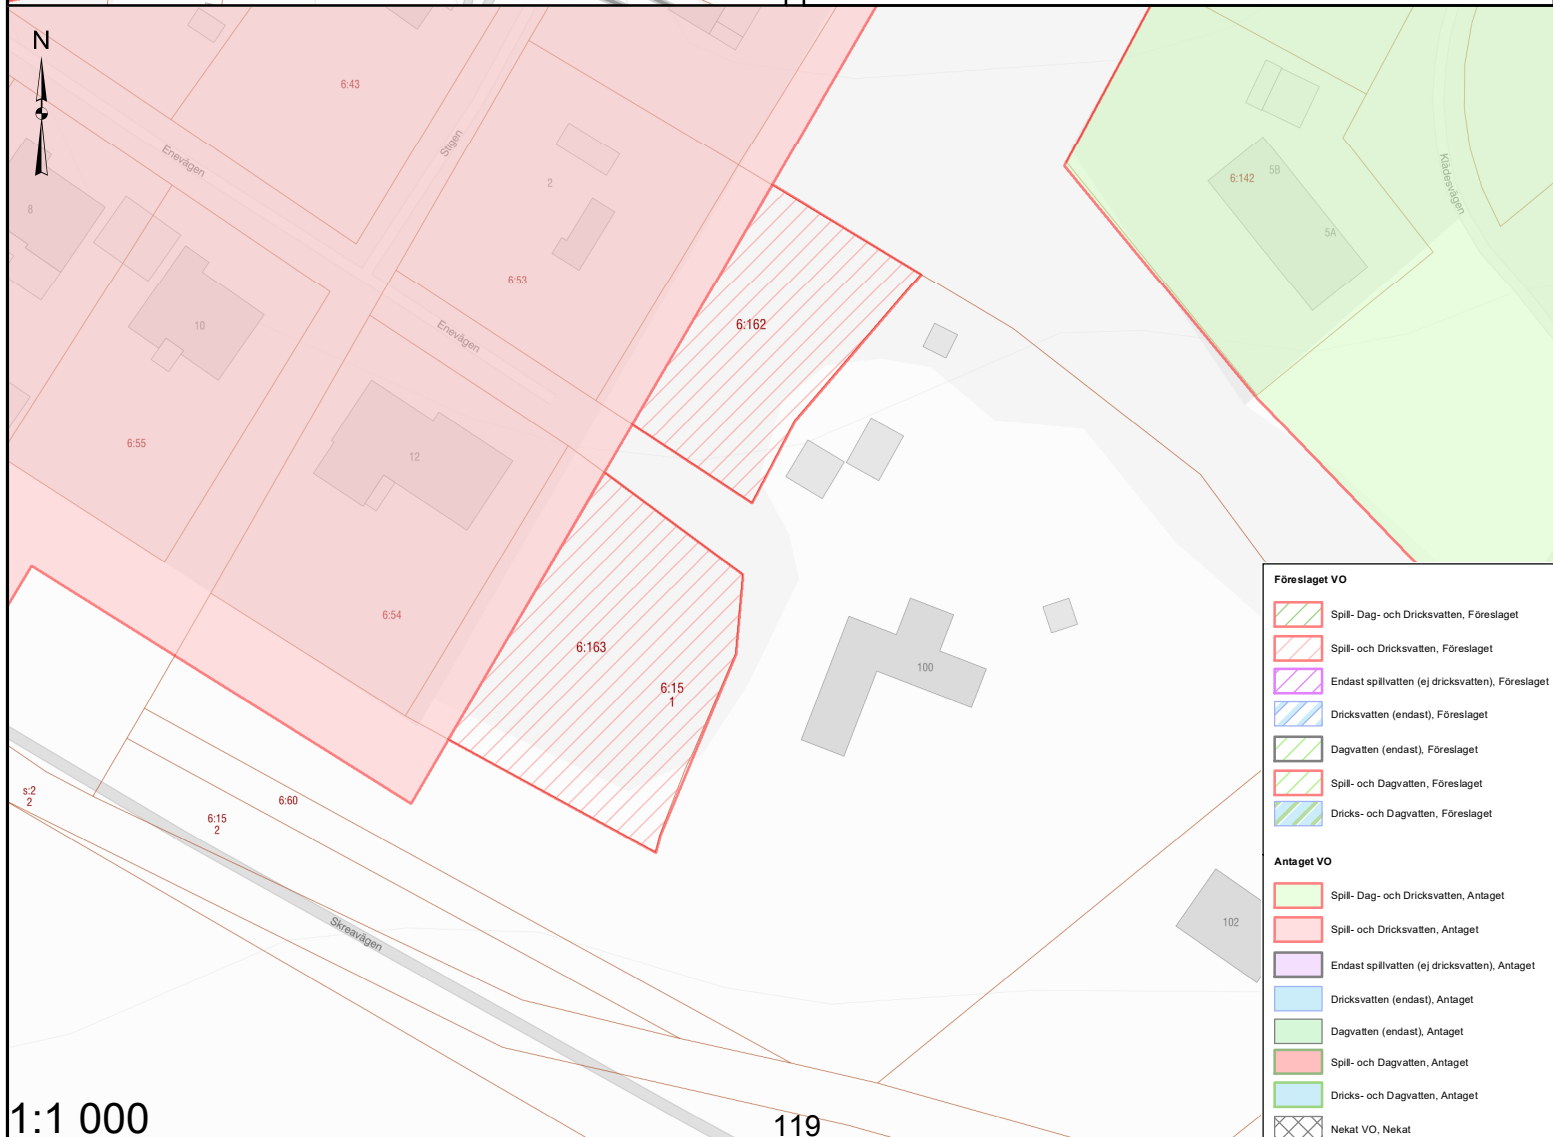 N
6:43
Enevägen
Stigen
2
8
6:142
5B
5A
Klådesvägen
6:53
10
Enevägen
6:162
6:55
12
6:54
6:163
6:15
1
100
s:2
2
6:60
6:15
2
Skreavägen
102
1:1 000
119
Föreslaget VO
Spill- Dag- och Dricksvatten, Föreslaget
Spill- och Dricksvatten, Föreslaget
Endast spillvatten (ej dricksvatten), Föreslaget
Dricksvatten (endast), Föreslaget
Dagvatten (endast), Föreslaget
Spill- och Dagvatten, Föreslaget
Dricks- och Dagvatten, Föreslaget
Antaget VO
Spill- Dag- och Dricksvatten, Antaget
Spill- och Dricksvatten, Antaget
Endast spillvatten (ej dricksvatten), Antaget
Dricksvatten (endast), Antaget
Dagvatten (endast), Antaget
Spill- och Dagvatten, Antaget
Dricks- och Dagvatten, Antaget
Nekat VO, Nekat